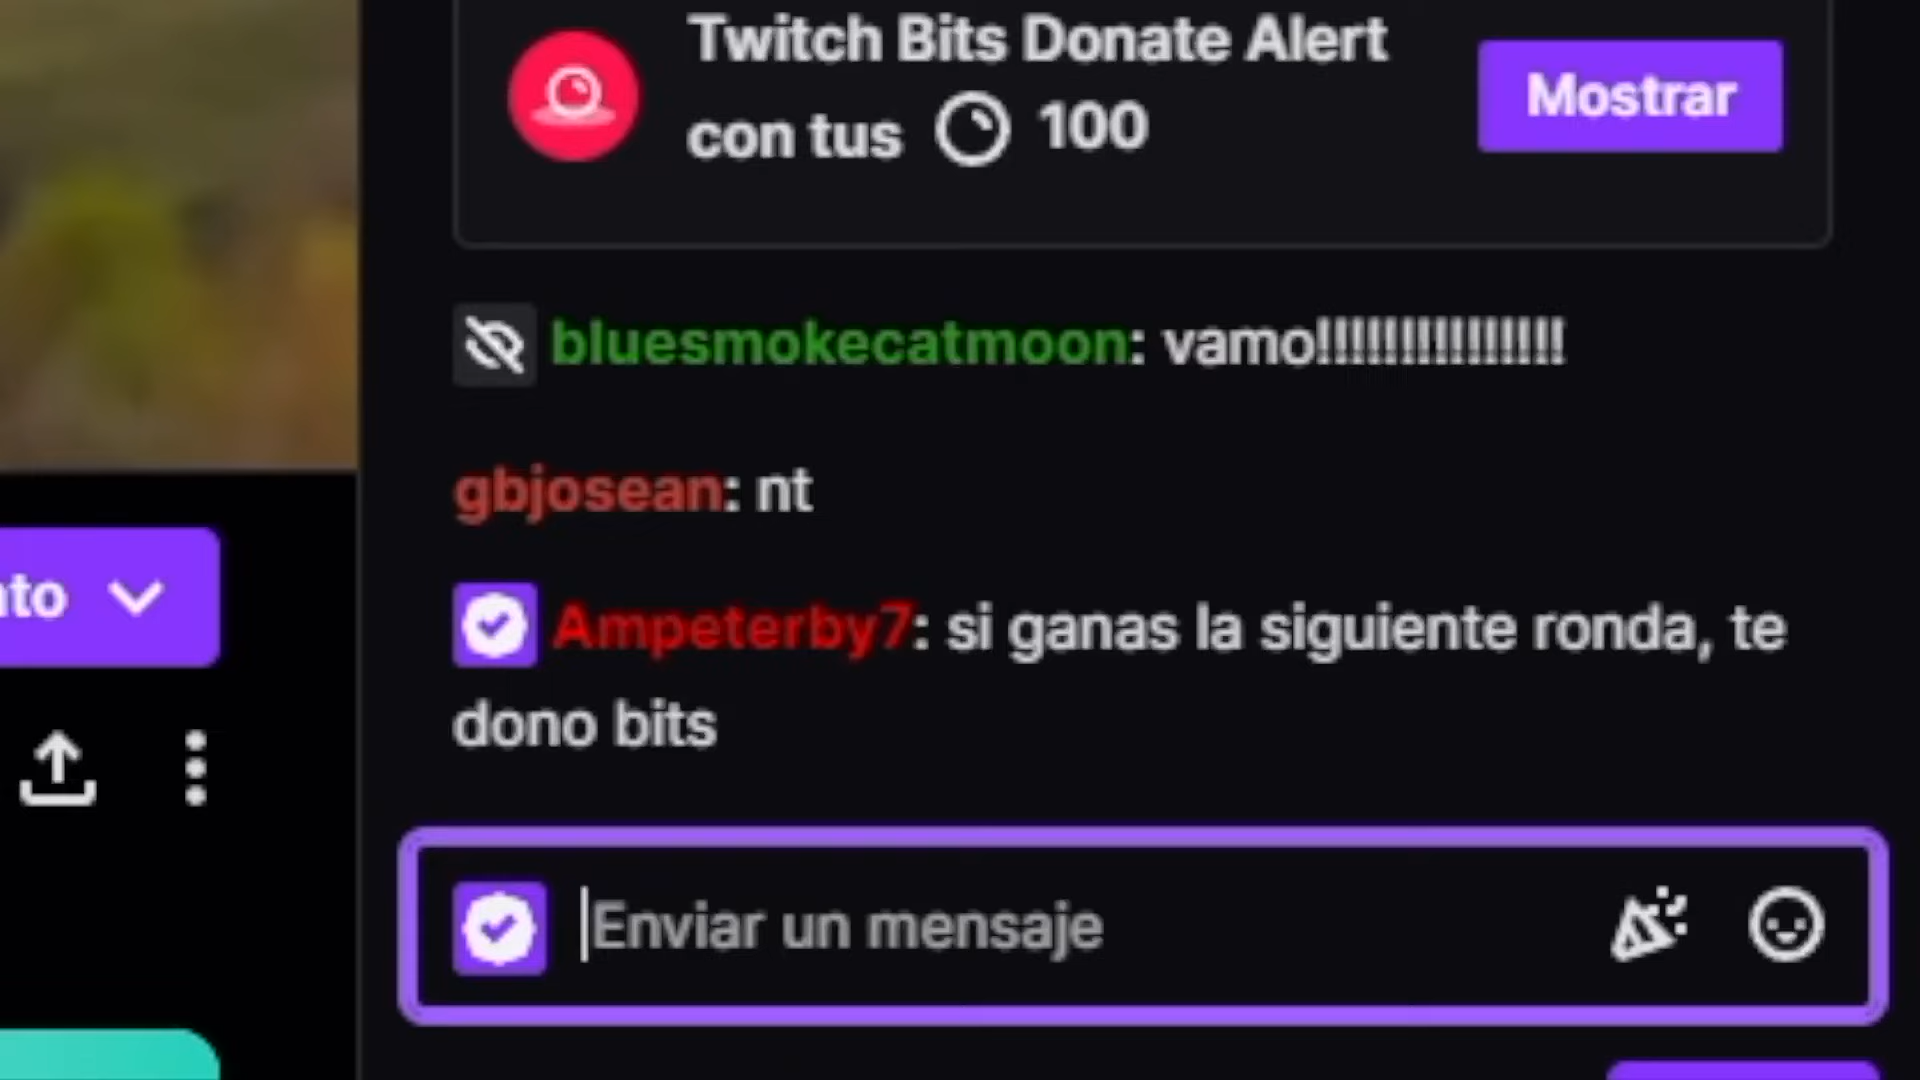 Twitch Bits Donate Alert
con tus 100
Mostrar
bluesmokecatmoon: vamo!!!!!!!!!!!!!!!
gbjosean: nt
Ampeterby7: si ganas la siguiente ronda, te
dono bits
Enviar un mensaje